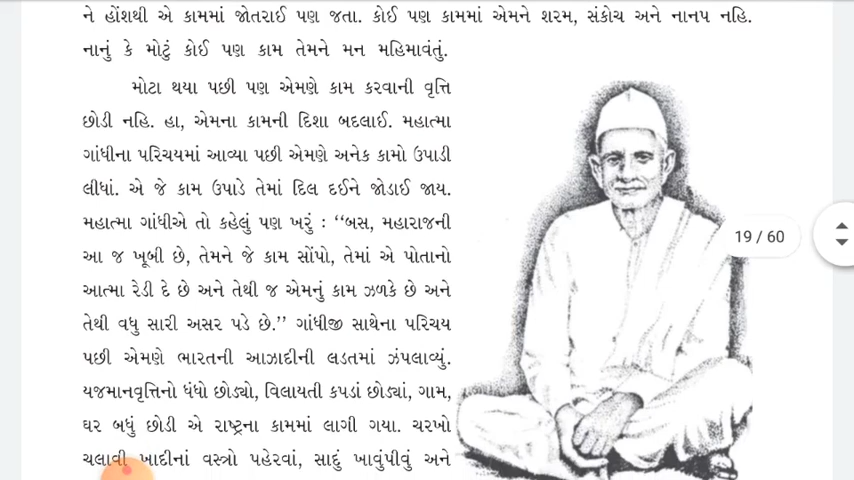 ને હોંશથી એ કામમાં જોતરાઈ પણ જતા. કોઈ પણ કામમાં એમને શરમ, સંકોચ અને નાનપ નહિ.
નાનું કે મોટું કોઈ પણ કામ તેમને મન મહિમાવંતું.
મોટા થયા પછી પણ એમણે કામ કરવાની વૃત્તિ
છોડી નહિ. હા, એમના કામની દિશા બદલાઈ. મહાત્મા
ગાંધીના પરિચયમાં આવ્યા પછી એમણે અનેક કામો ઉપાડી
લીધાં. એ જે કામ ઉપાડે તેમાં દિલ દઈને જોડાઈ જાય.
મહાત્મા ગાંધીએ તો કહેલું પણ ખરું : ‘‘બસ, મહારાજની
આ જ ખૂબી છે, તેમને જે કામ સોંપો, તેમાં એ પોતાનો
આત્મા રેડી દે છે અને તેથી જ એમનું કામ ઝળકે છે અને
તેથી વધુ સારી અસર પડે છે.’’ ગાંધીજી સાથેના પરિચય
પછી એમણે ભારતની આઝાદીની લડતમાં ઝંપલાવ્યું.
યજમાનવૃત્તિનો ધંધો છોડ્યો, વિલાયતી કપડાં છોડ્યાં, ગામ,
ઘર બધું છોડી એ રાષ્ટ્રના કામમાં લાગી ગયા. ચરખો
ચલાવી ખાદીનાં વસ્ત્રો પહેરવાં, સાદું ખાવુંપીવું અને
19 / 60